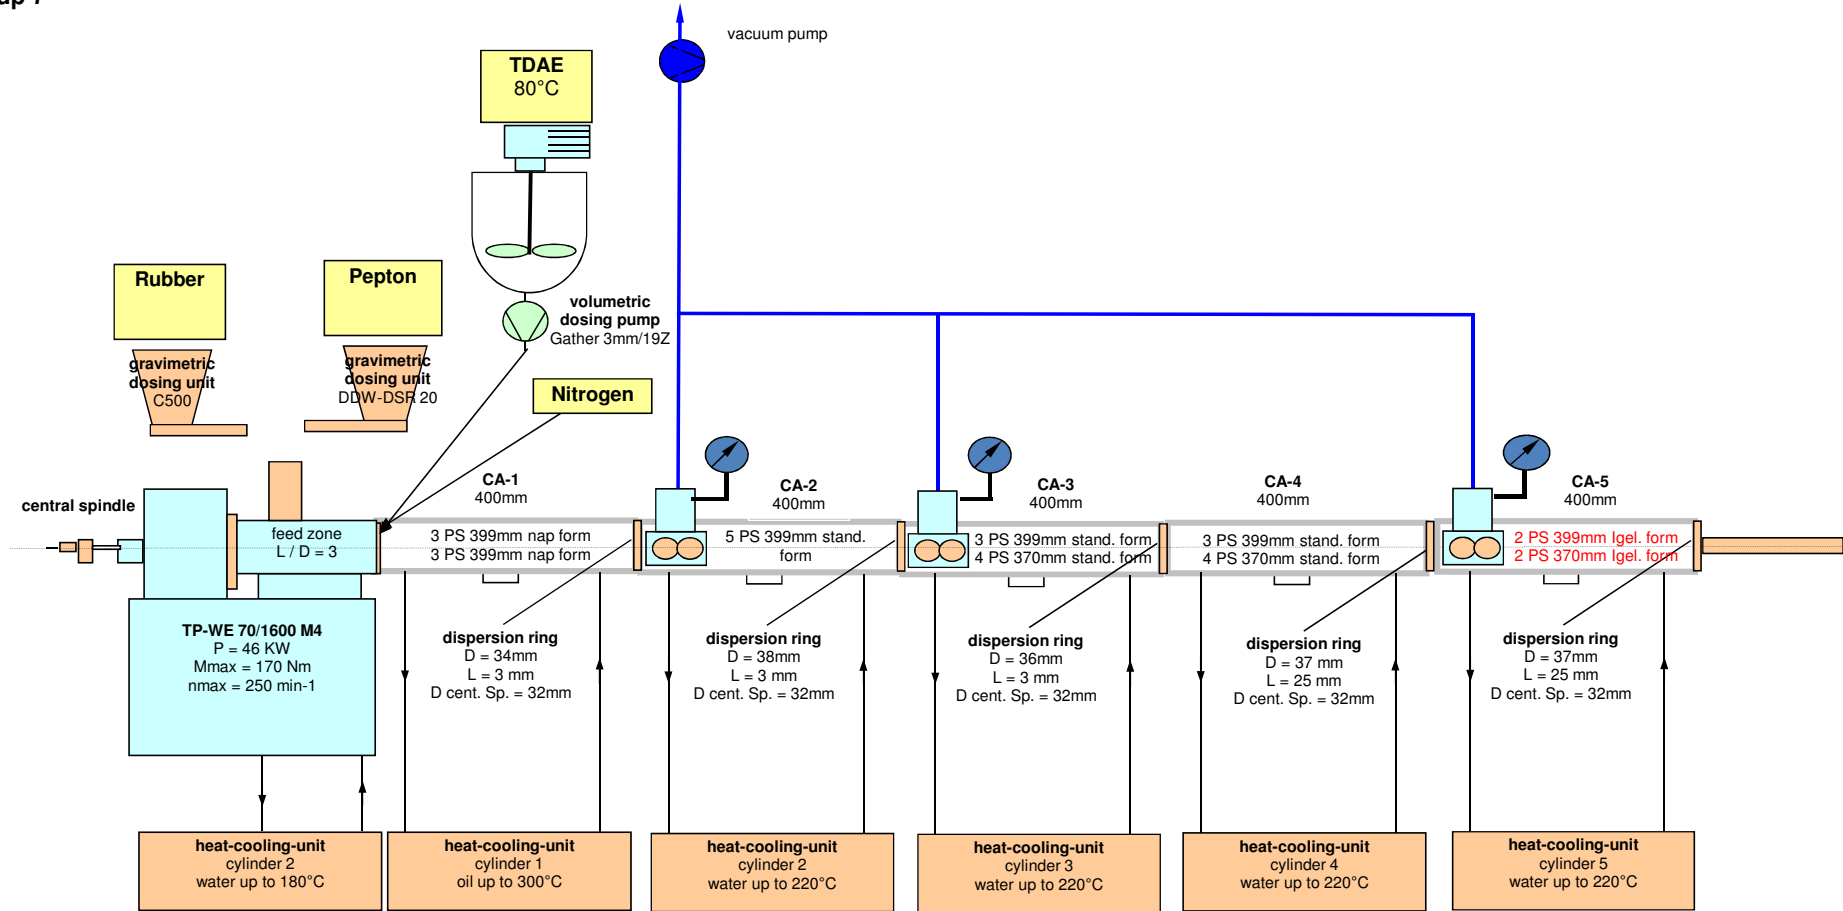 up 7
vacuum pump
TDAE
80°C
Rubber
Pepton
volumetric
dosing pump
Gather 3mm/19Z
gravimetric
dosing unit
C500
gravimetric
dosing unit
DDW-DSR 20
Nitrogen
central spindle
feed zone
L / D = 3
CA-1
400mm
3 PS 399mm nap form
3 PS 399mm nap form
CA-2
400mm
5 PS 399mm stand.
form
CA-3
400mm
3 PS 399mm stand. form
4 PS 370mm stand. form
CA-4
400mm
3 PS 399mm stand. form
4 PS 370mm stand. form
CA-5
400mm
2 PS 399mm Igel. form
2 PS 370mm Igel. form
TP-WE 70/1600 M4
P = 46 KW
Mmax = 170 Nm
nmax = 250 min-1
dispersion ring
D = 34mm
L = 3 mm
D cent. Sp. = 32mm
dispersion ring
D = 38mm
L = 3 mm
D cent. Sp. = 32mm
dispersion ring
D = 36mm
L = 3 mm
D cent. Sp. = 32mm
dispersion ring
D = 37 mm
L = 25 mm
D cent. Sp. = 32mm
dispersion ring
D = 37mm
L = 25 mm
D cent. Sp. = 32mm
heat-cooling-unit
cylinder 2
water up to 180°C
heat-cooling-unit
cylinder 1
oil up to 300°C
heat-cooling-unit
cylinder 2
water up to 220°C
heat-cooling-unit
cylinder 3
water up to 220°C
heat-cooling-unit
cylinder 4
water up to 220°C
heat-cooling-unit
cylinder 5
water up to 220°C